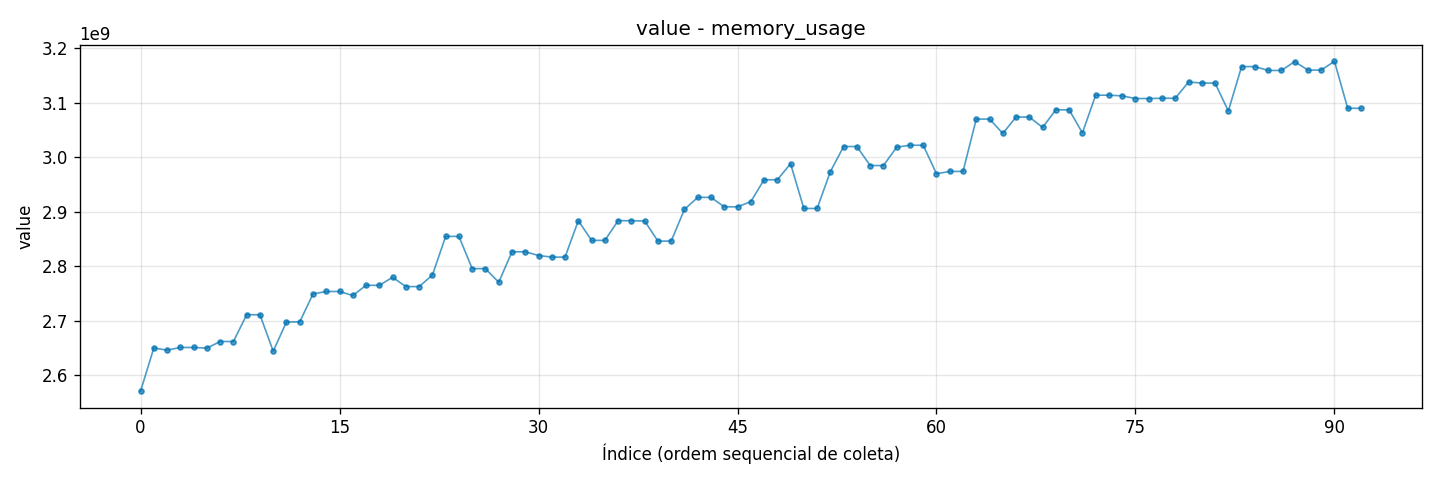 value - memory_usage
1e9
3.2
3.1
3.0
2.9
2.8
2.7
2.6
value
0 15 30 45 60 75 90
Índice (ordem sequencial de coleta)